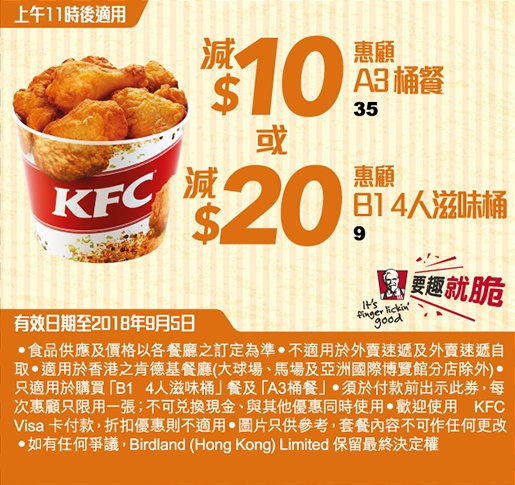 上午11時後適用
減$10
惠顧
A3桶餐
35
或
減$20
惠顧
B1 4人滋味桶
9
KFC
It's
finger lickin'
good
要趣就脆
有效日期至2018年9月5日
•食品供應及價格以各餐廳之訂定為準•不適用於外賣速遞及外賣速遞自
取•適用於香港之肯德基餐廳(大球場、馬場及亞洲國際博覽館分店除外)•
只適用於購買「B1 4人滋味桶」餐及「A3桶餐」•須於付款前出示此券，每
次惠顧只限用一張；不可兌換現金、與其他優惠同時使用•歡迎使用 KFC
Visa 卡付款，折扣優惠則不適用•圖片只供參考，套餐內容不可作任何更改
•如有任何爭議，Birdland (Hong Kong) Limited 保留最終決定權